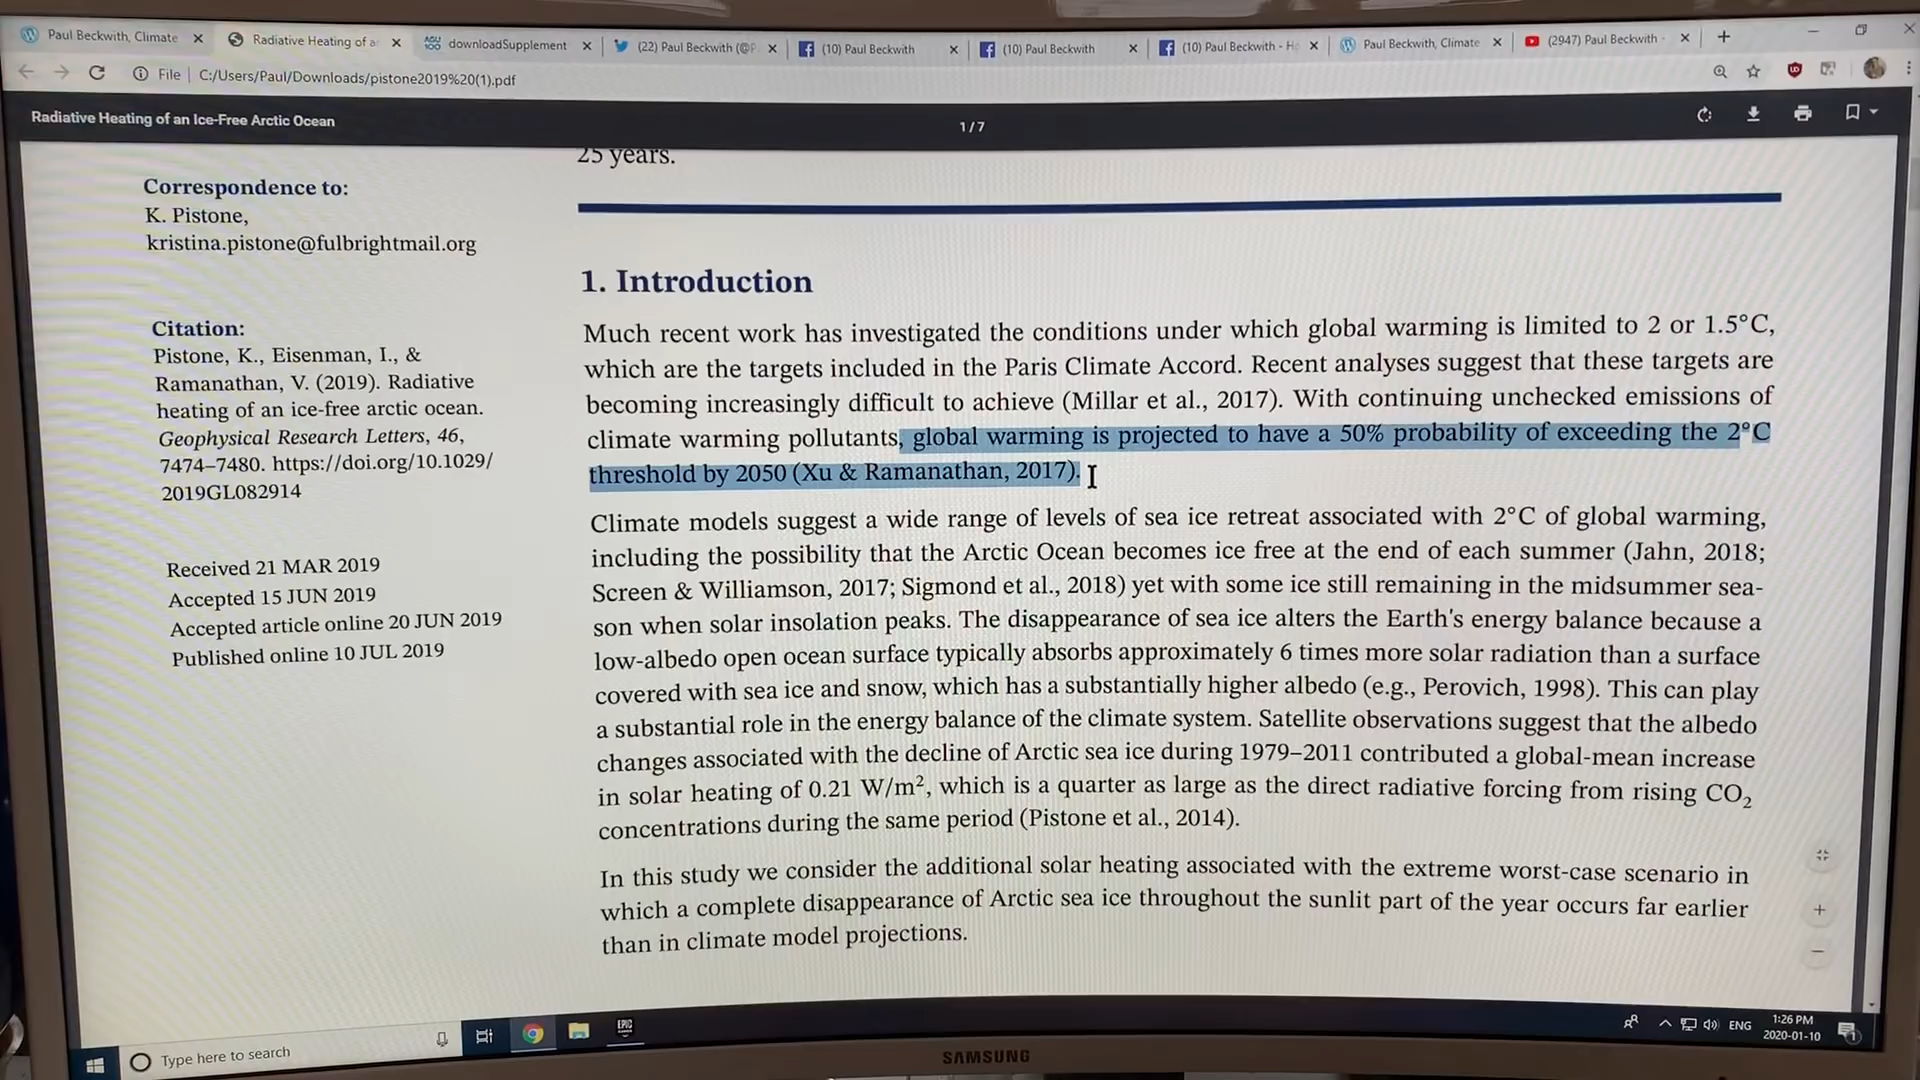 Paul Beckwith, Climate
Radiative Heating of a
AGU 100 downloadSupplement
(22) Paul Beckwith (@P
(10) Paul Beckwith
(10) Paul Beckwith
(10) Paul Beckwith - H
Paul Beckwith, Climate
(2947) Paul Beckwith -
File C:/Users/Paul/Downloads/pistone2019%20(1).pdf
Radiative Heating of an Ice-Free Arctic Ocean
1 / 7
25 years.
Correspondence to:
K. Pistone,
kristina.pistone@fulbrightmail.org
Citation:
Pistone, K., Eisenman, I., &
Ramanathan, V. (2019). Radiative
heating of an ice-free arctic ocean.
Geophysical Research Letters, 46,
7474–7480. https://doi.org/10.1029/
2019GL082914
Received 21 MAR 2019
Accepted 15 JUN 2019
Accepted article online 20 JUN 2019
Published online 10 JUL 2019
1. Introduction
Much recent work has investigated the conditions under which global warming is limited to 2 or 1.5°C,
which are the targets included in the Paris Climate Accord. Recent analyses suggest that these targets are
becoming increasingly difficult to achieve (Millar et al., 2017). With continuing unchecked emissions of
climate warming pollutants, global warming is projected to have a 50% probability of exceeding the 2°C
threshold by 2050 (Xu & Ramanathan, 2017).
Climate models suggest a wide range of levels of sea ice retreat associated with 2°C of global warming,
including the possibility that the Arctic Ocean becomes ice free at the end of each summer (Jahn, 2018;
Screen & Williamson, 2017; Sigmond et al., 2018) yet with some ice still remaining in the midsummer sea-
son when solar insolation peaks. The disappearance of sea ice alters the Earth's energy balance because a
low-albedo open ocean surface typically absorbs approximately 6 times more solar radiation than a surface
covered with sea ice and snow, which has a substantially higher albedo (e.g., Perovich, 1998). This can play
a substantial role in the energy balance of the climate system. Satellite observations suggest that the albedo
changes associated with the decline of Arctic sea ice during 1979–2011 contributed a global-mean increase
in solar heating of 0.21 W/m², which is a quarter as large as the direct radiative forcing from rising CO₂
concentrations during the same period (Pistone et al., 2014).
In this study we consider the additional solar heating associated with the extreme worst-case scenario in
which a complete disappearance of Arctic sea ice throughout the sunlit part of the year occurs far earlier
than in climate model projections.
Type here to search
EPIC
ENG
1:26 PM
2020-01-10
SAMSUNG